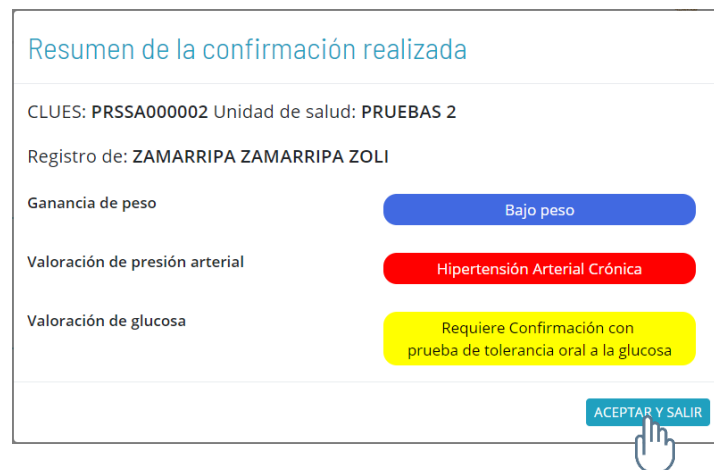 Resumen de la confirmación realizada
CLUES: PRSSA000002 Unidad de salud: PRUEBAS 2
Registro de: ZAMARRIPA ZAMARRIPA ZOLI
Ganancia de peso
Bajo peso
Valoración de presión arterial
Hipertensión Arterial Crónica
Valoración de glucosa
Requiere Confirmación con
prueba de tolerancia oral a la glucosa
ACEPTAR Y SALIR